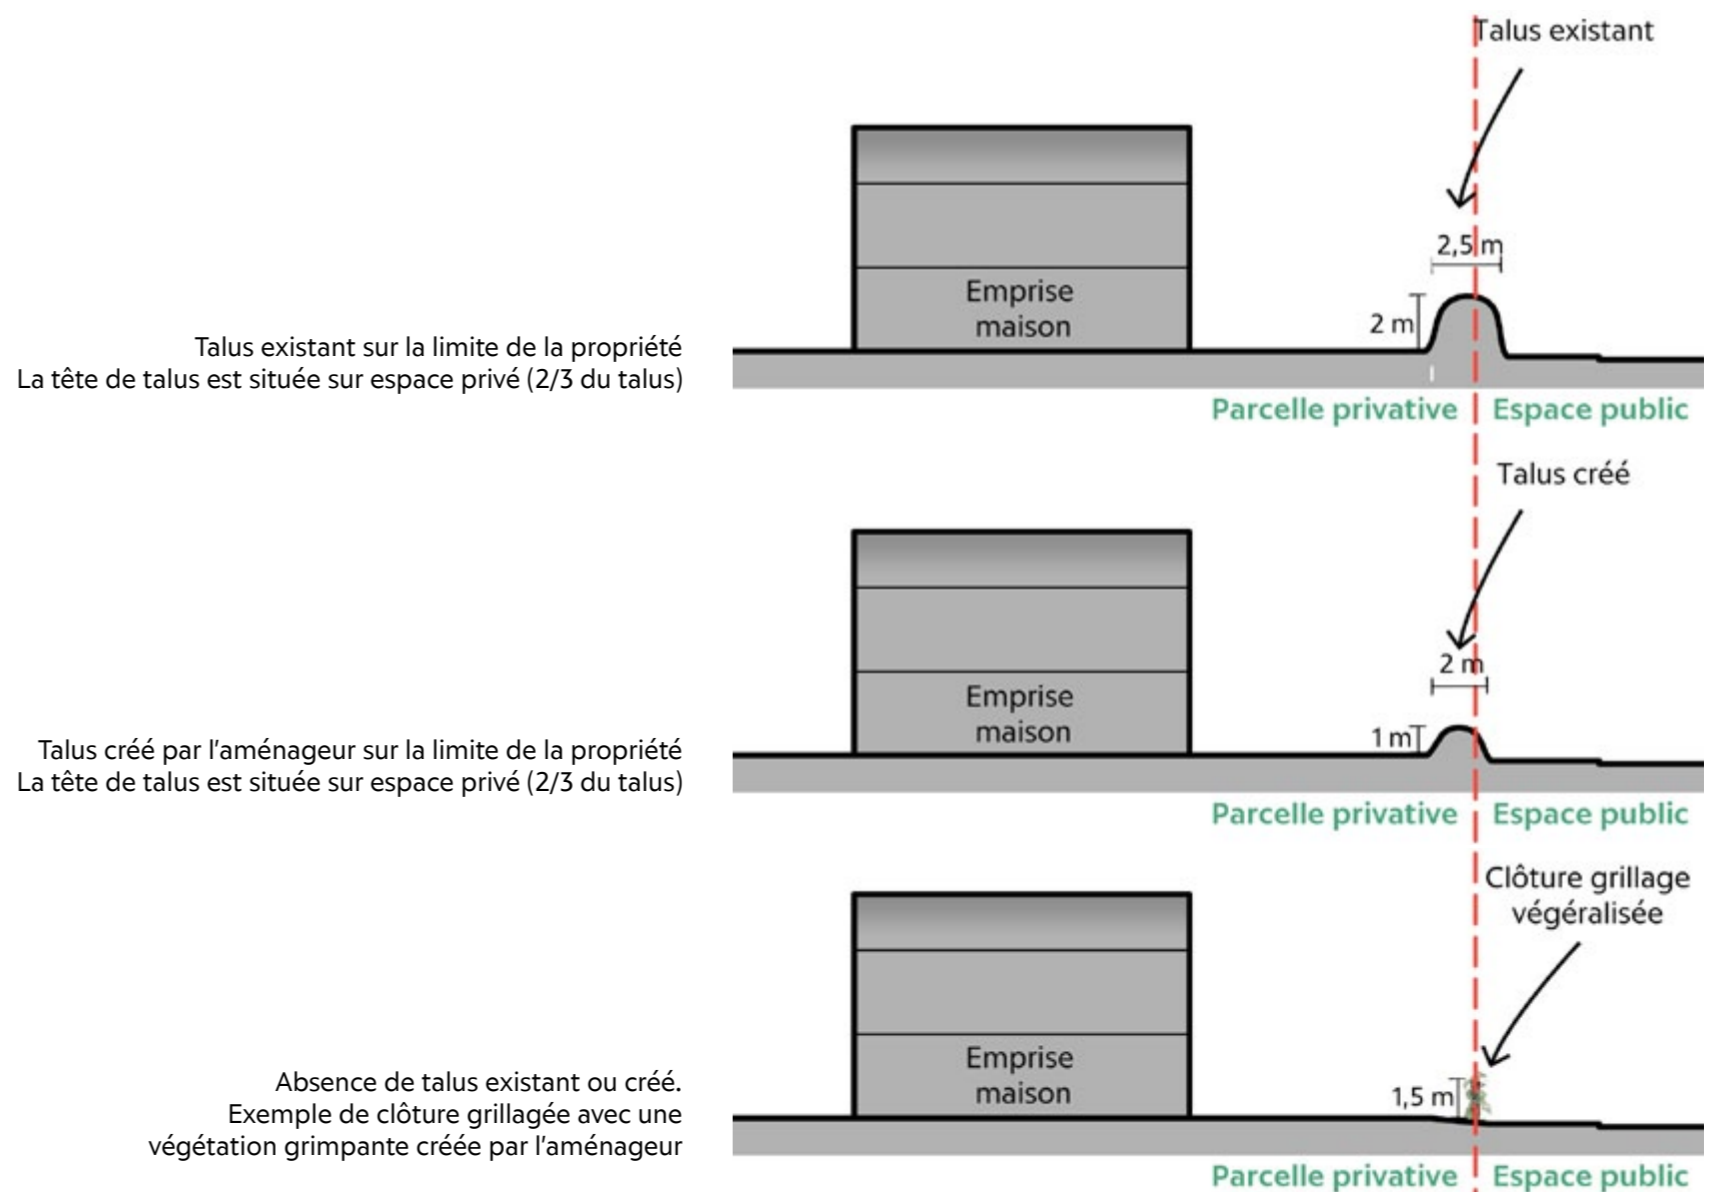 Talus existant
2,5 m
Emprise
maison
2 m
Talus existant sur la limite de la propriété
La tête de talus est située sur espace privé (2/3 du talus)
Parcelle privative
Espace public
Talus créé
2 m
Emprise
maison
1 m
Talus créé par l'aménageur sur la limite de la propriété
La tête de talus est située sur espace privé (2/3 du talus)
Parcelle privative
Espace public
Clôture grillage
végéralisée
Emprise
maison
1,5 m
Absence de talus existant ou créé.
Exemple de clôture grillagée avec une
végétation grimpante créée par l'aménageur
Parcelle privative
Espace public